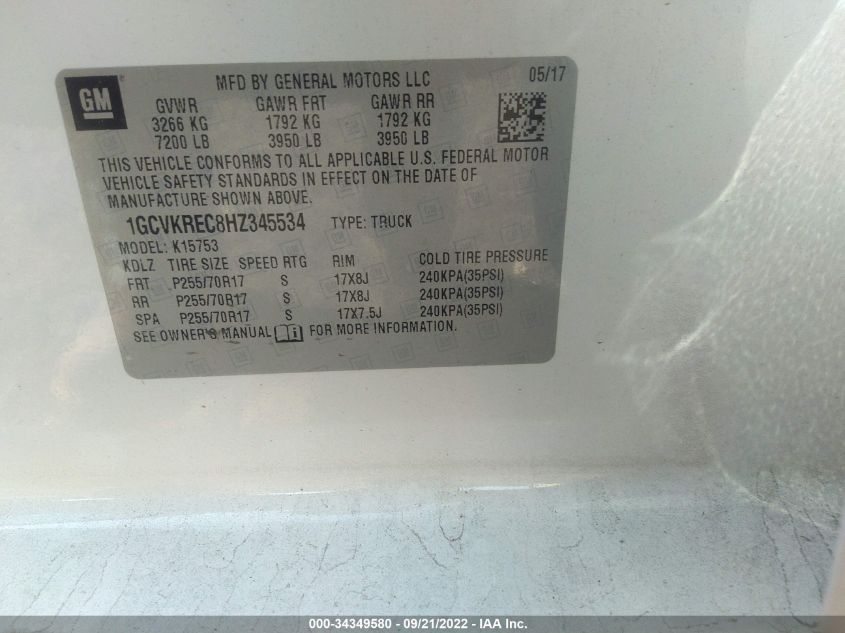 GM
MFD BY GENERAL MOTORS LLC 05/17
GVWR GAWR FRT GAWR RR
3266 KG 1792 KG 1792 KG
7200 LB 3950 LB 3950 LB
THIS VEHICLE CONFORMS TO ALL APPLICABLE U.S. FEDERAL MOTOR
VEHICLE SAFETY STANDARDS IN EFFECT ON THE DATE OF
MANUFACTURE SHOWN ABOVE.
1GCVKREC8HZ345534 TYPE: TRUCK
MODEL: K15753
KDLZ TIRE SIZE SPEED RTG RIM COLD TIRE PRESSURE
FRT P255/70R17 S 17X8J 240KPA(35PSI)
RR P255/70R17 S 17X8J 240KPA(35PSI)
SPA P255/70R17 S 17X7.5J 240KPA(35PSI)
SEE OWNER'S MANUAL FOR MORE INFORMATION.
000-34349580 - 09/21/2022 - IAA Inc.